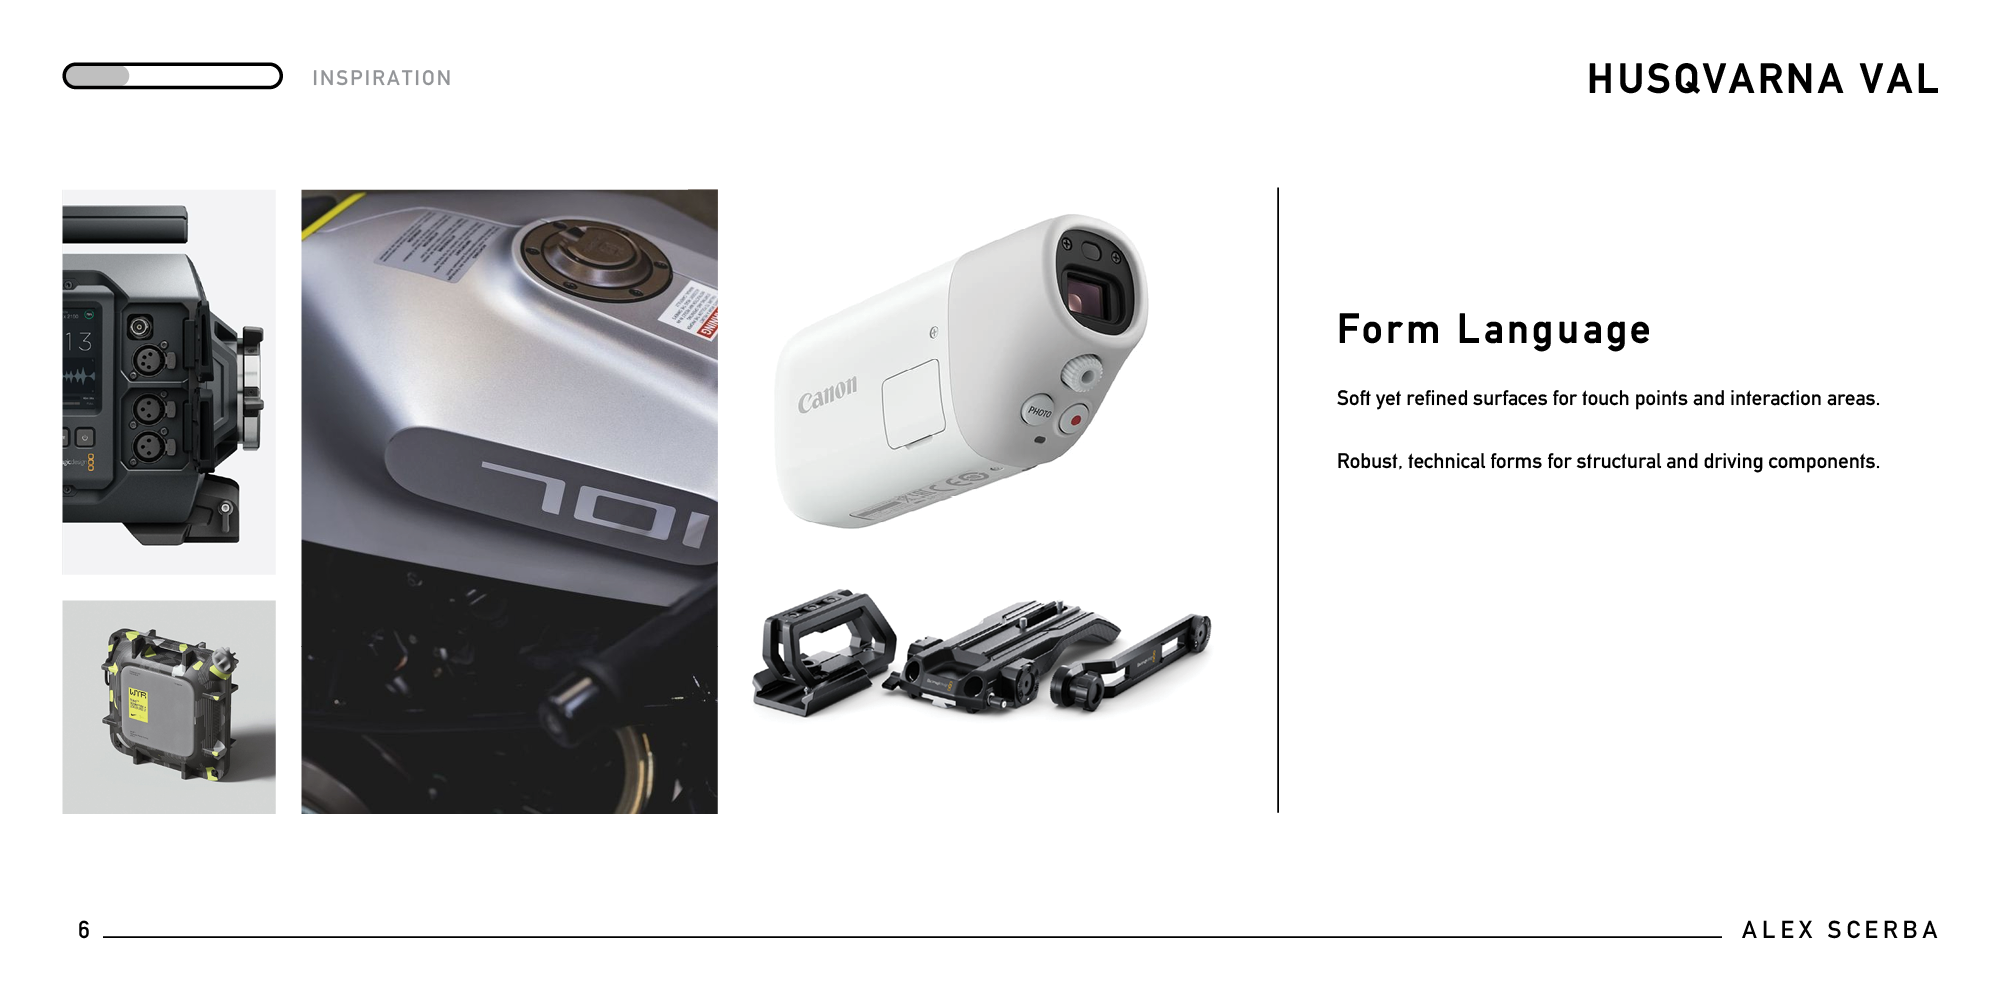 INSPIRATION
HUSQVARNA VAL
13
701
Canon
PHOTO
WARNING
Form Language
Soft yet refined surfaces for touch points and interaction areas.
Robust, technical forms for structural and driving components.
6
ALEX SCERBA